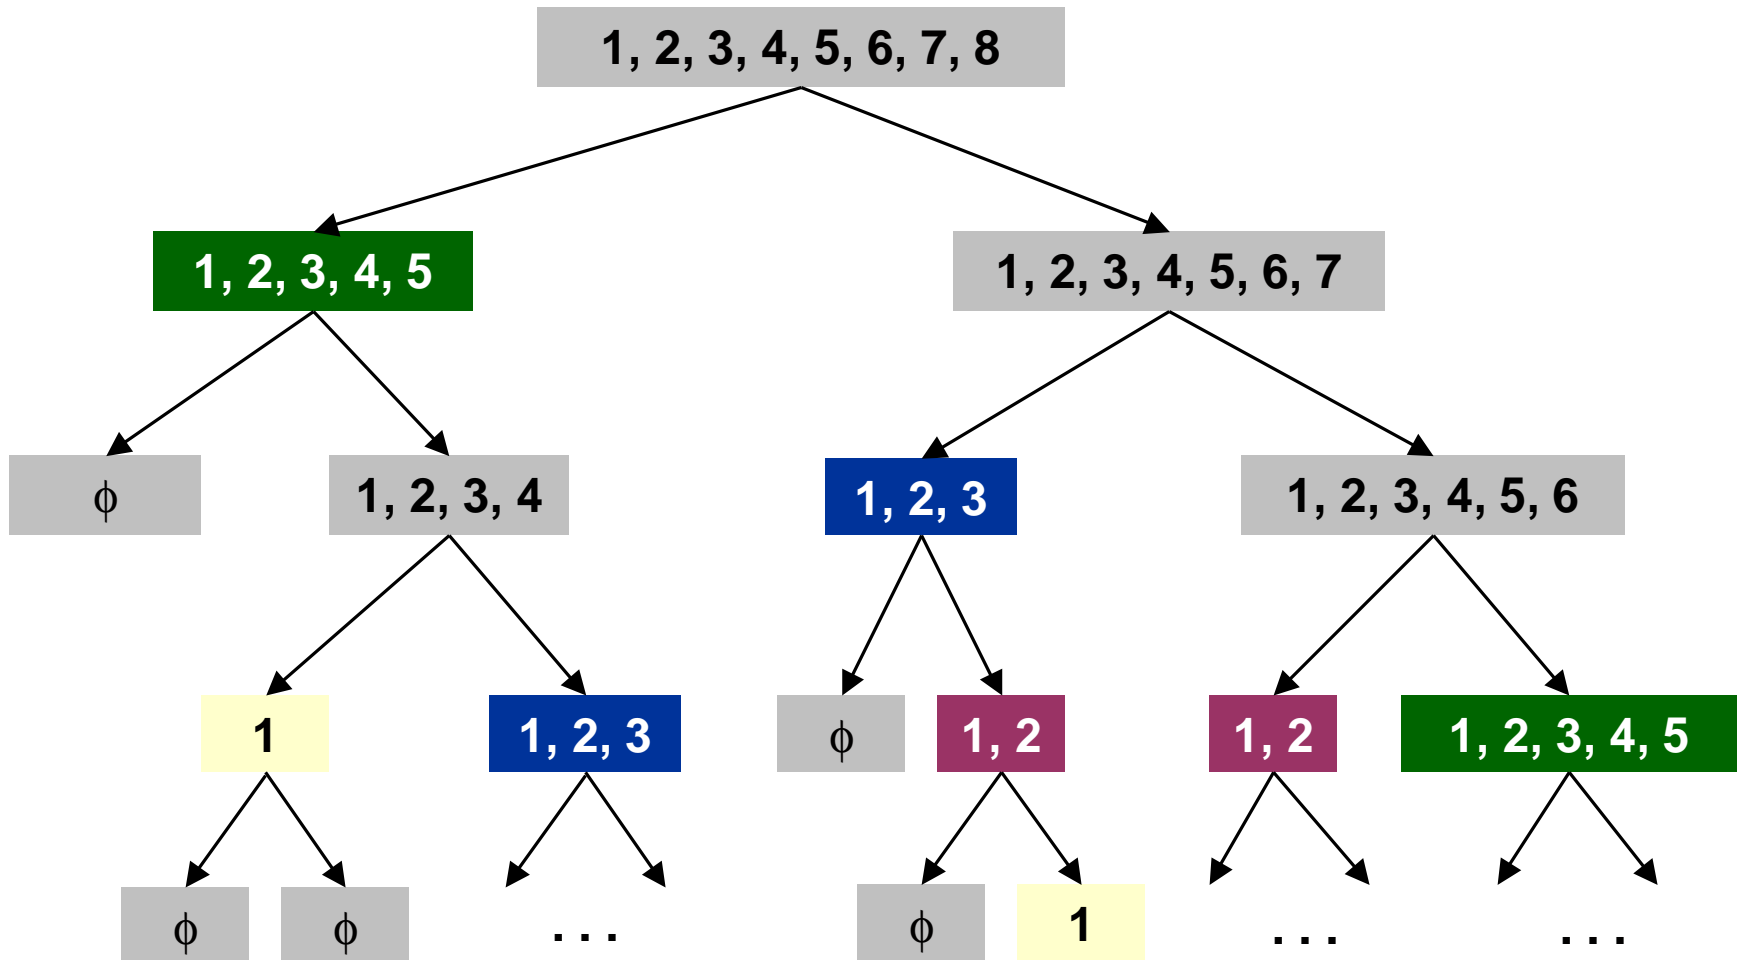 1, 2, 3, 4, 5, 6, 7, 8
1, 2, 3, 4, 5
1, 2, 3, 4, 5, 6, 7
ϕ
1, 2, 3, 4
1, 2, 3
1, 2, 3, 4, 5, 6
1
1, 2, 3
ϕ
1, 2
1, 2
1, 2, 3, 4, 5
ϕ
ϕ
. . .
ϕ
1
. . .
. . .